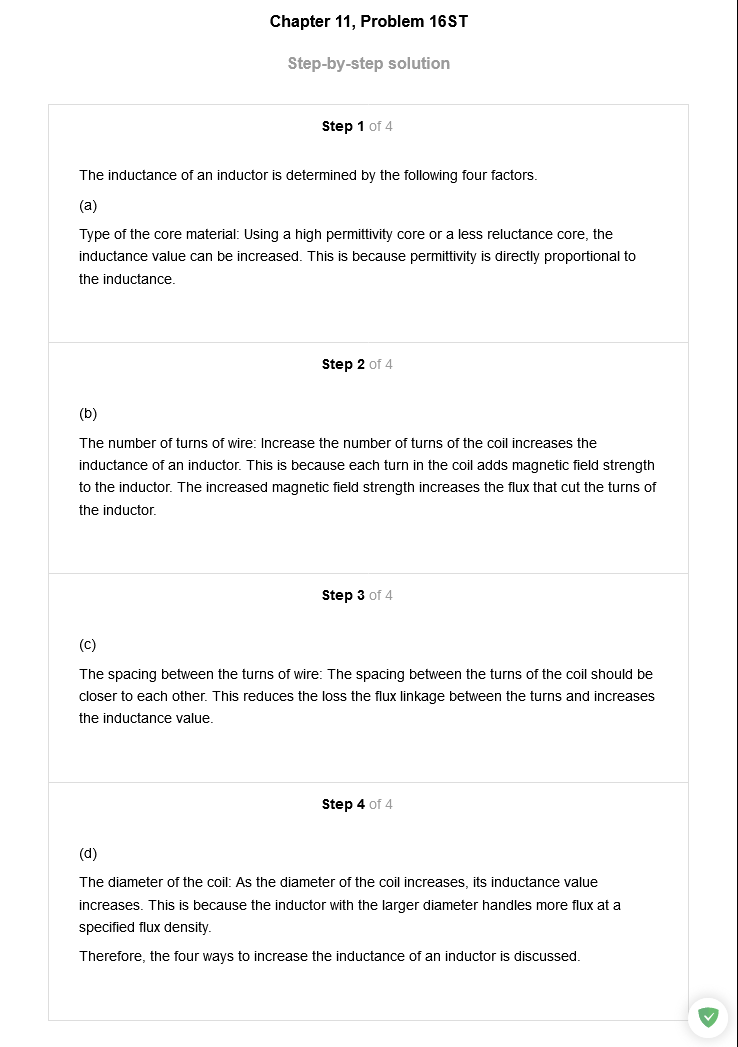 Chapter 11, Problem 16ST
Step-by-step solution
Step 1 of 4
The inductance of an inductor is determined by the following four factors.
(a)
Type of the core material: Using a high permittivity core or a less reluctance core, the
inductance value can be increased. This is because permittivity is directly proportional to
the inductance.
Step 2 of 4
(b)
The number of turns of wire: Increase the number of turns of the coil increases the
inductance of an inductor. This is because each turn in the coil adds magnetic field strength
to the inductor. The increased magnetic field strength increases the flux that cut the turns of
the inductor.
Step 3 of 4
(c)
The spacing between the turns of wire: The spacing between the turns of the coil should be
closer to each other. This reduces the loss the flux linkage between the turns and increases
the inductance value.
Step 4 of 4
(d)
The diameter of the coil: As the diameter of the coil increases, its inductance value
increases. This is because the inductor with the larger diameter handles more flux at a
specified flux density.
Therefore, the four ways to increase the inductance of an inductor is discussed.